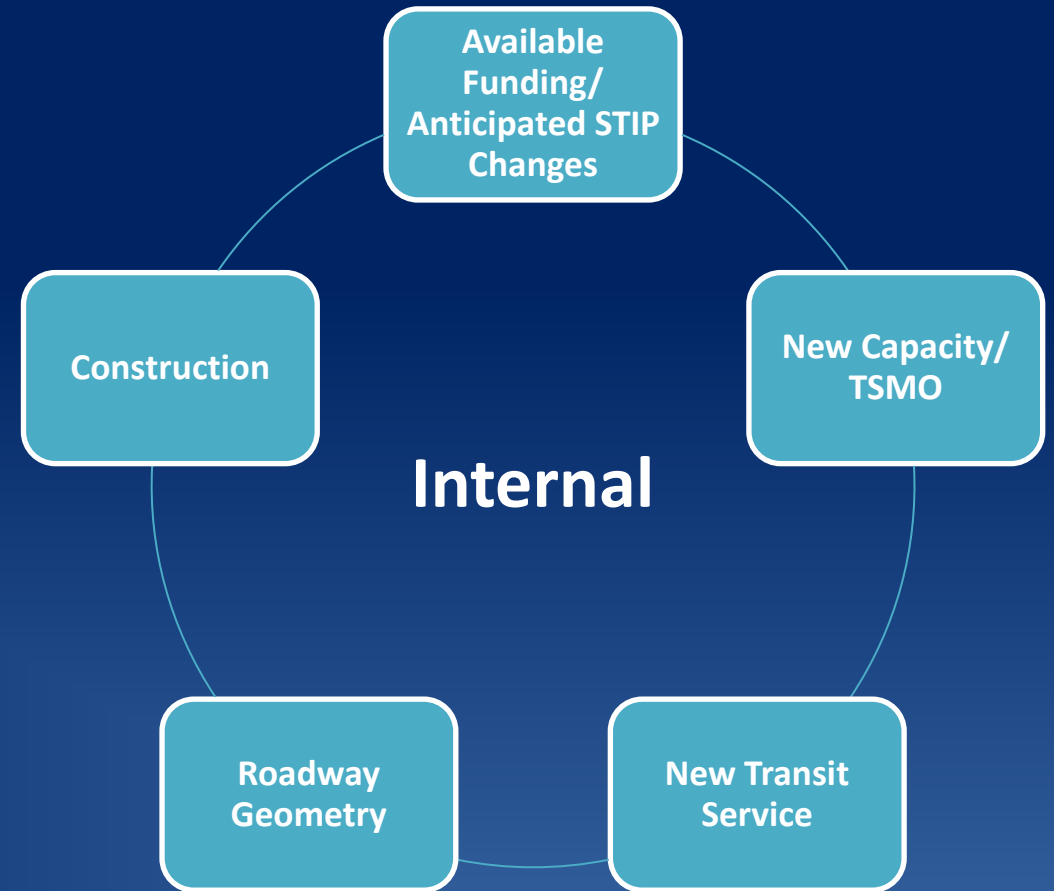 Available
Funding/
Anticipated STIP
Changes
New Capacity/
TSMO
New Transit
Service
Roadway
Geometry
Construction
Internal